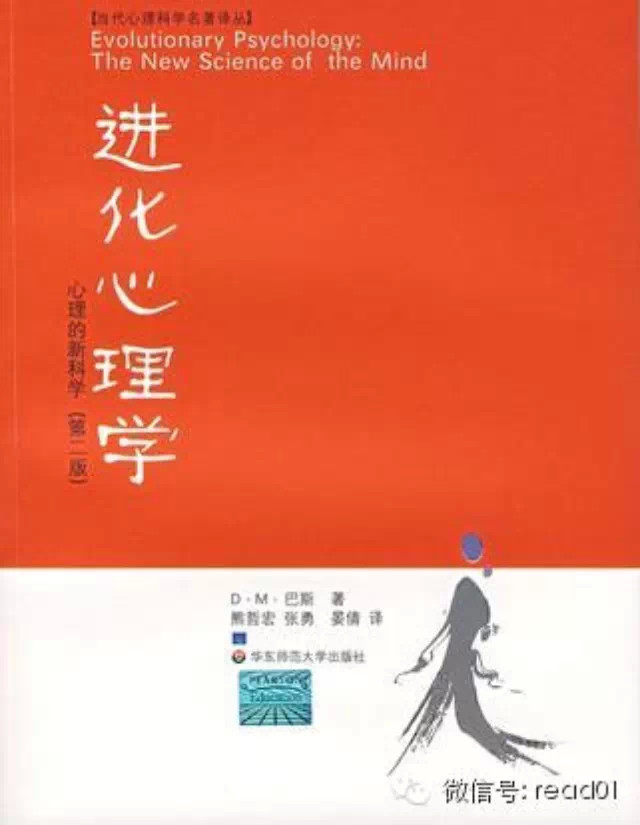 【当代心理科学名著译丛】
Evolutionary Psychology:
The New Science of the Mind
进化心理学
心理的新科学（第二版）
D·M·巴斯 著
熊哲宏 张勇 晏倩 译
华东师范大学出版社
PEARSON
Education
微信号: read01